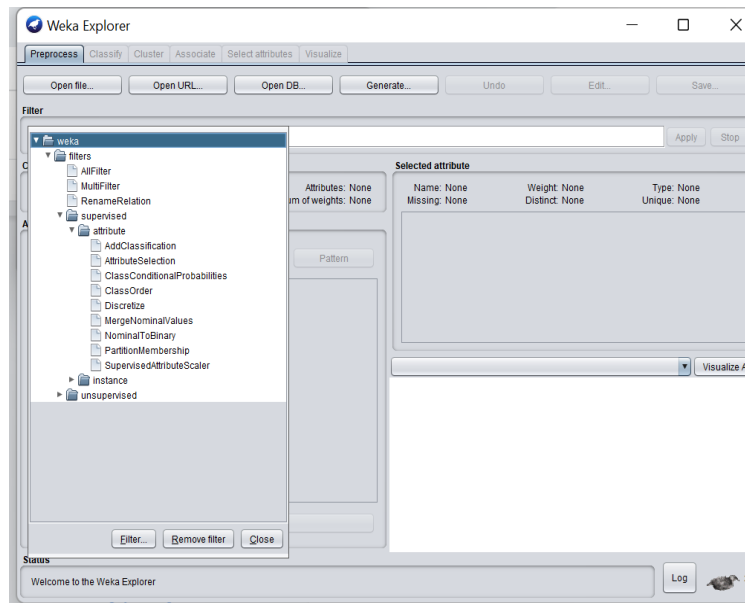 Weka Explorer
Preprocess Classify Cluster Associate Select attributes Visualize
Open file... Open URL... Open DB... Generate... Undo Edit... Save...
Filter
Apply Stop
weka
filters
AllFilter
MultiFilter
RenameRelation
supervised
attribute
AddClassification
AttributeSelection
ClassConditionalProbabilities
ClassOrder
Discretize
MergeNominalValues
NominalToBinary
PartitionMembership
SupervisedAttributeScaler
instance
unsupervised
Filter... Remove filter Close
C
Attributes: None
um of weights: None
A
Pattern
Selected attribute
Name: None Weight: None Type: None
Missing: None Distinct: None Unique: None
Visualize A
Status
Welcome to the Weka Explorer
Log